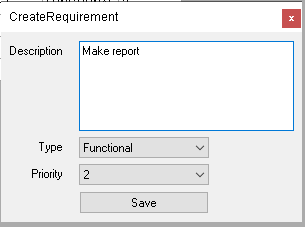 CreateRequirement
Description Make report
Type Functional
Priority 2
Save